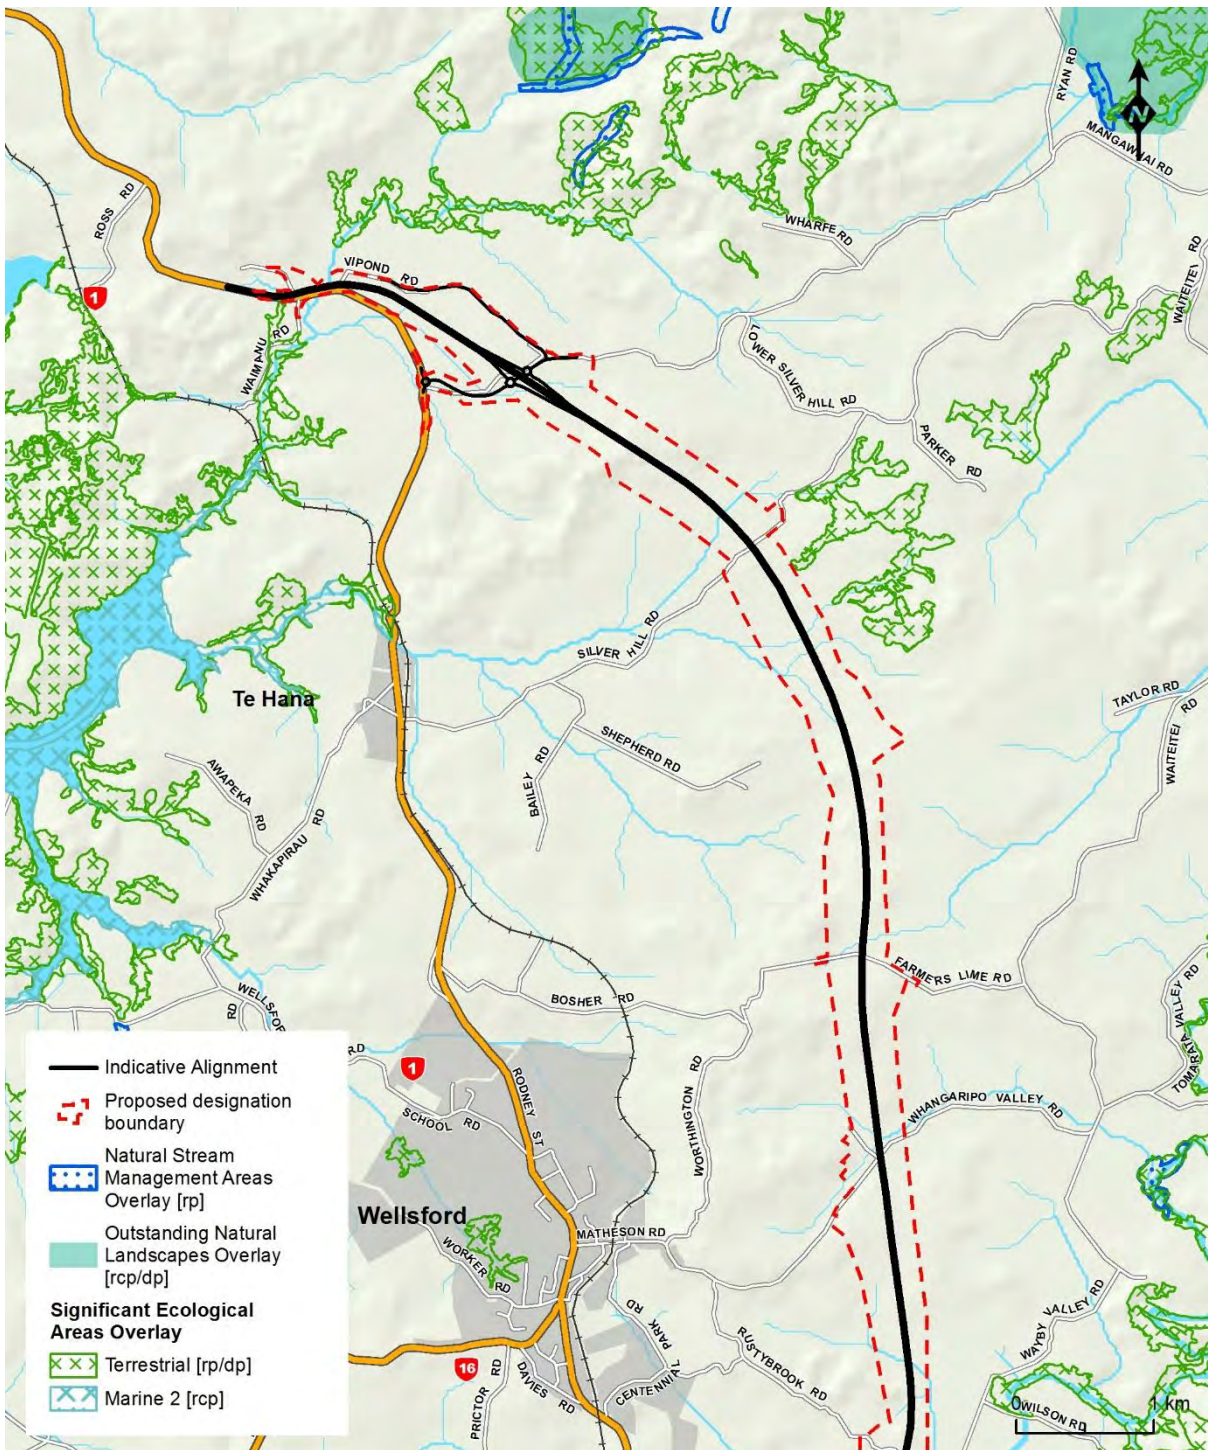 RYAN RD
N
MANGAWHAI RD
ROSS RD
WHARFE RD
WAITEITEI RD
VIPOND RD
1
WAIMANU RD
LOWER SILVER HILL RD
PARKER RD
SILVER HILL RD
Te Hana
TAYLOR RD
WAITEITEI RD
SHEPHERD RD
BAILEY RD
AWAPEKA RD
WHAKAPIRAU RD
FARMERS LIME RD
BOSHER RD
TOMARATA VALLEY RD
RD
WELLSFOR
RD
1
RODNEY ST
SCHOOL RD
WORTHINGTON RD
WHANGARIPO VALLEY RD
Wellsford
MATHESON RD
WORKER RD
CENTENNIAL PARK RD
RUSTYBROOK RD
WAYBY VALLEY RD
16
PRICTOR RD
DAVIES RD
WILSON RD
0 1 km
Indicative Alignment
Proposed designation
boundary
Natural Stream
Management Areas
Overlay [rp]
Outstanding Natural
Landscapes Overlay
[rcp/dp]
Significant Ecological
Areas Overlay
Terrestrial [rp/dp]
Marine 2 [rcp]